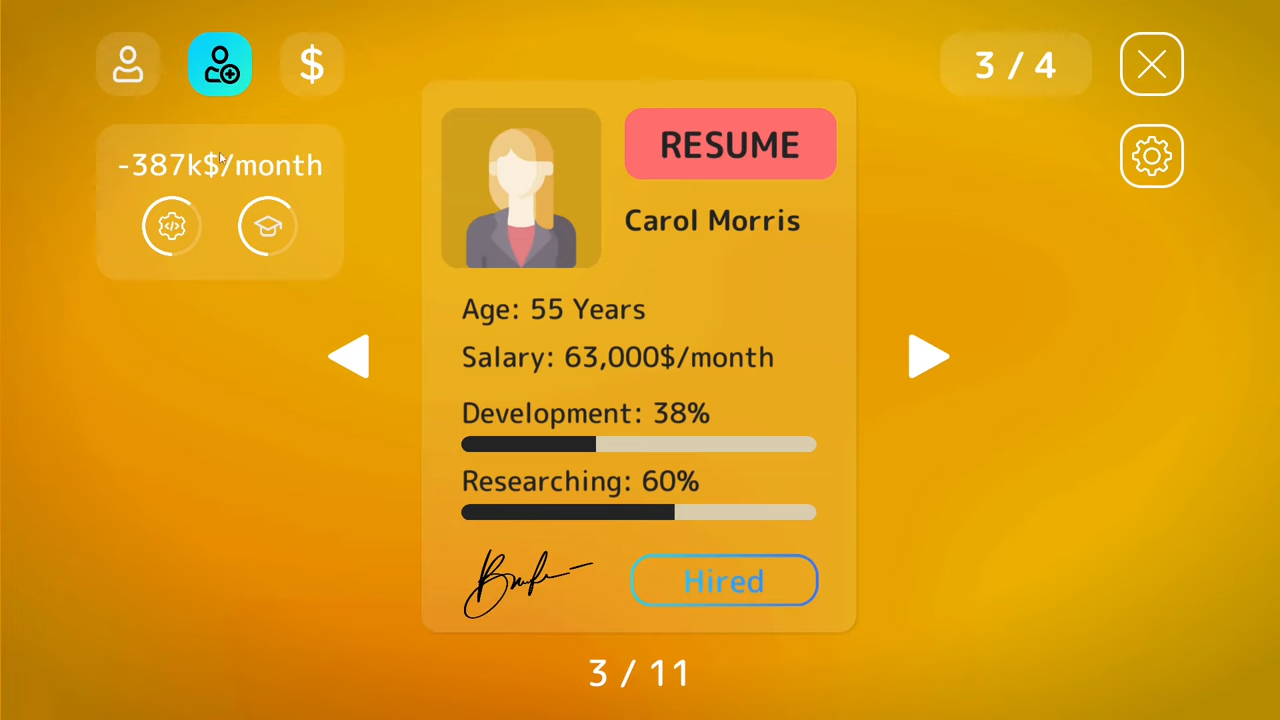 $
3 / 4
-387k$/month
RESUME
Carol Morris
Age: 55 Years
Salary: 63,000$/month
Development: 38%
Researching: 60%
Hired
3 / 11